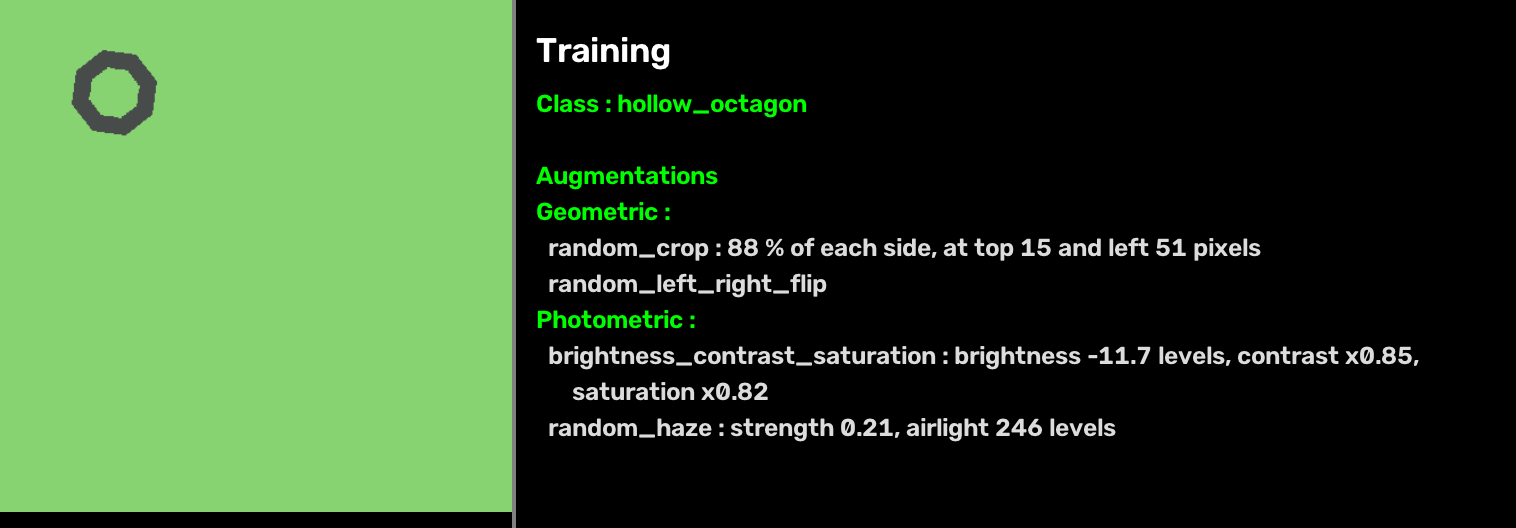 Training
Class : hollow_octagon
Augmentations
Geometric :
random_crop : 88 % of each side, at top 15 and left 51 pixels
random_left_right_flip
Photometric :
brightness_contrast_saturation : brightness -11.7 levels, contrast x0.85,
saturation x0.82
random_haze : strength 0.21, airlight 246 levels